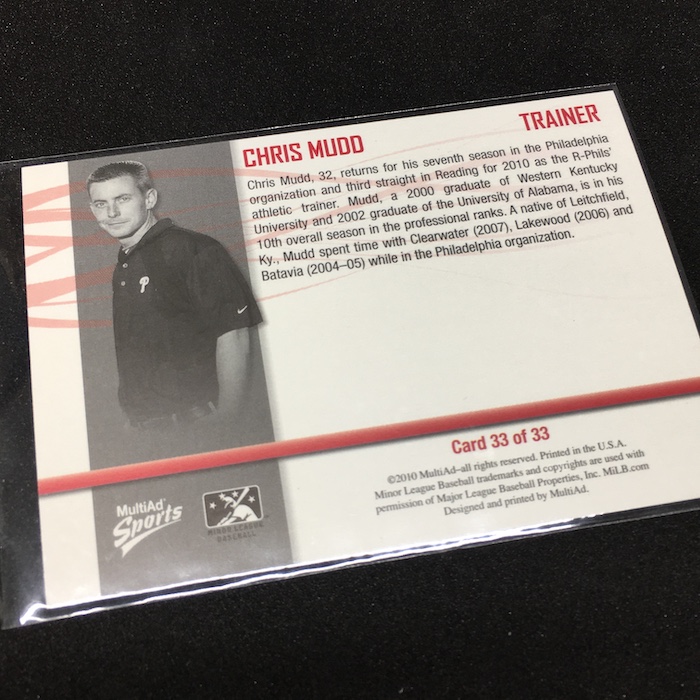 CHRIS MUDD
TRAINER
Chris Mudd, 32, returns for his seventh season in the Philadelphia
organization and third straight in Reading for 2010 as the R-Phils'
athletic trainer. Mudd, a 2000 graduate of Western Kentucky
University and 2002 graduate of the University of Alabama, is in his
10th overall season in the professional ranks. A native of Leitchfield,
Ky., Mudd spent time with Clearwater (2007), Lakewood (2006) and
Batavia (2004–05) while in the Philadelphia organization.
P
Card 33 of 33
©2010 MultiAd–all rights reserved. Printed in the U.S.A.
Minor League Baseball trademarks and copyrights are used with
permission of Major League Baseball Properties, Inc. MiLB.com
Designed and printed by MultiAd.
MultiAd
Sports
MINOR LEAGUE
BASEBALL